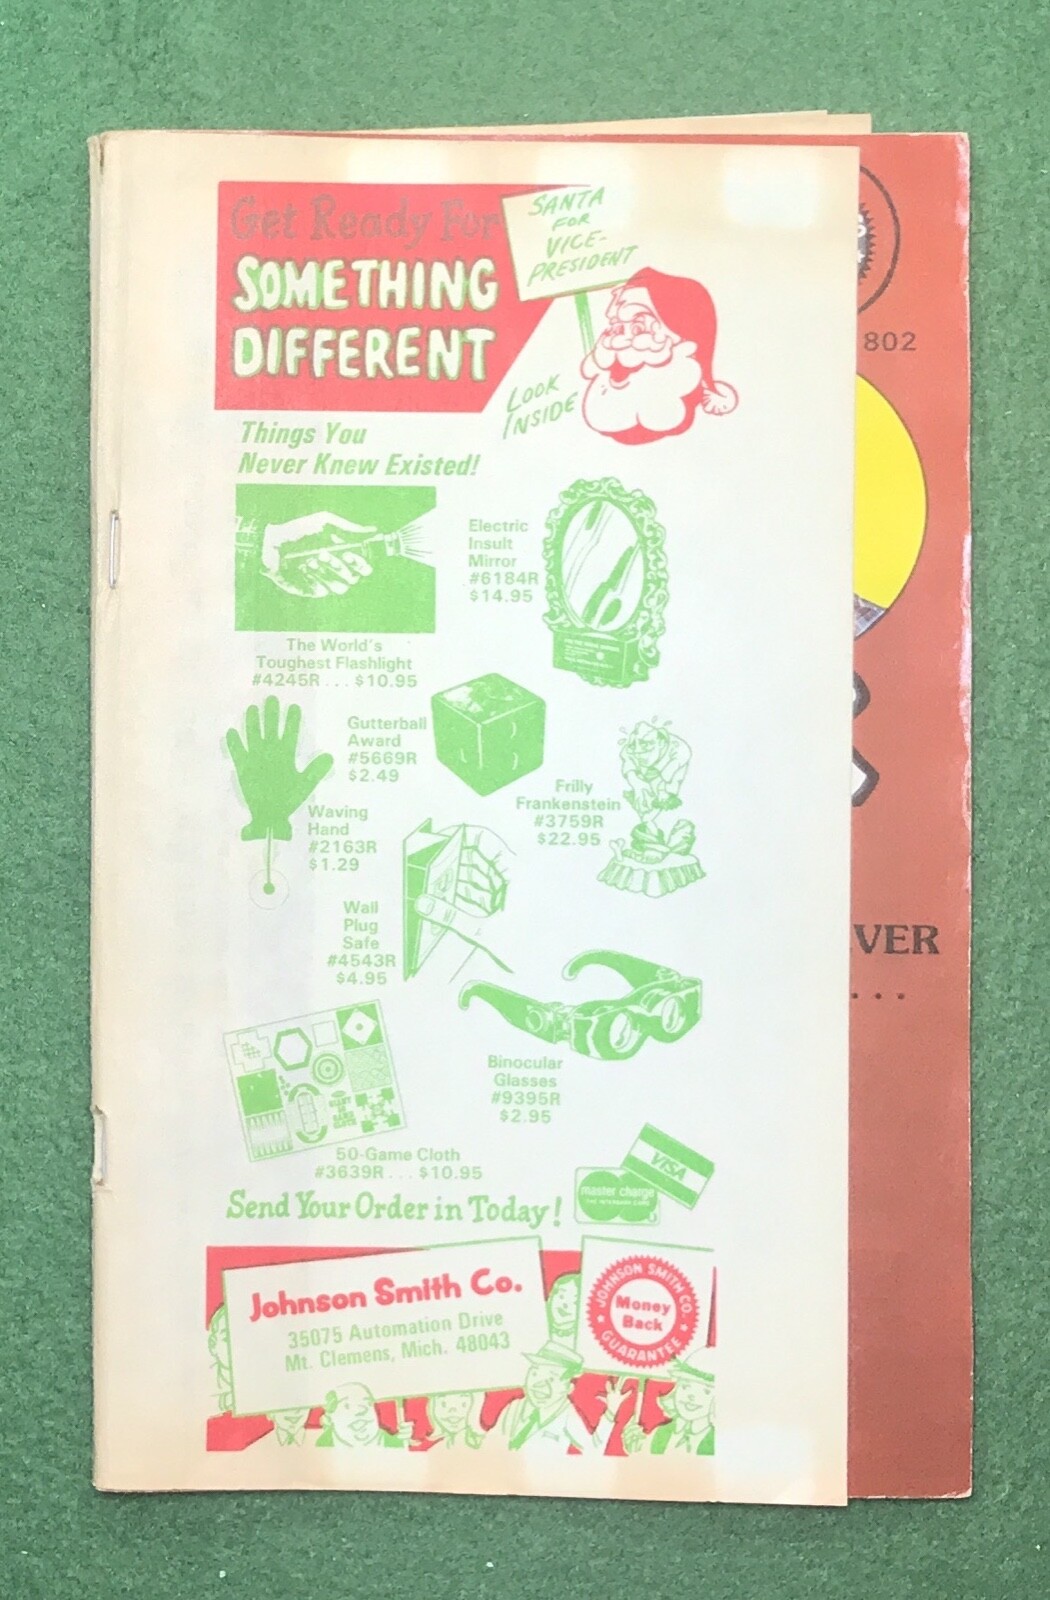 Get Ready For
SOMETHING
DIFFERENT
SANTA
FOR
VICE-
PRESIDENT
LOOK
INSIDE
Things You
Never Knew Existed!
Electric
Insult
Mirror
#6184R
$14.95
The World's
Toughest Flashlight
#4245R...$10.95
Gutterball
Award
#5669R
$2.49
Frilly
Frankenstein
#3759R
$22.95
Waving
Hand
#2163R
$1.29
Wall
Plug
Safe
#4543R
$4.95
Binocular
Glasses
#9395R
$2.95
50-Game Cloth
#3639R...$10.95
Send Your Order in Today!
VISA
master charge
THE INTERBANK CARD
Johnson Smith Co.
35075 Automation Drive
Mt. Clemens, Mich. 48043
JOHNSON SMITH CO.
Money
Back
GUARANTEE
802
VER
...